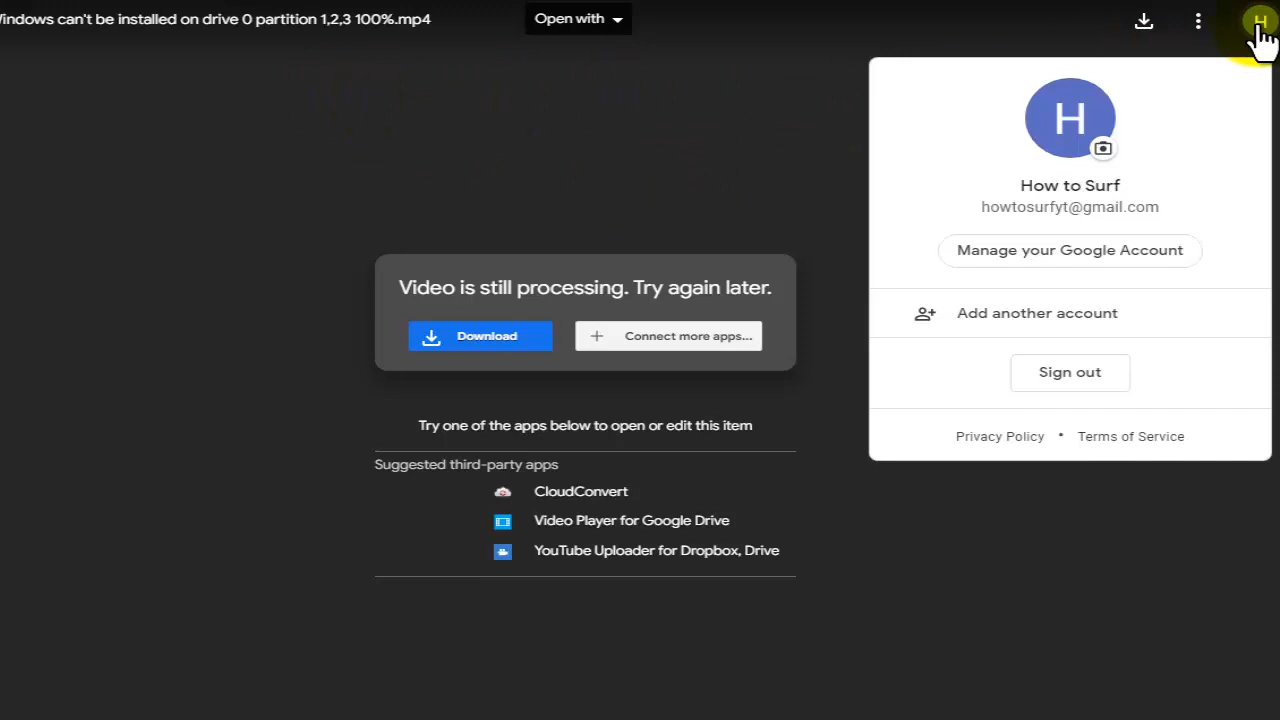 indows can't be installed on drive 0 partition 1,2,3 100%.mp4
Open with
H
H
How to Surf
howtosurfyt@gmail.com
Manage your Google Account
Add another account
Sign out
Privacy Policy • Terms of Service
Video is still processing. Try again later.
Download
Connect more apps...
Try one of the apps below to open or edit this item
Suggested third-party apps
CloudConvert
Video Player for Google Drive
YouTube Uploader for Dropbox, Drive